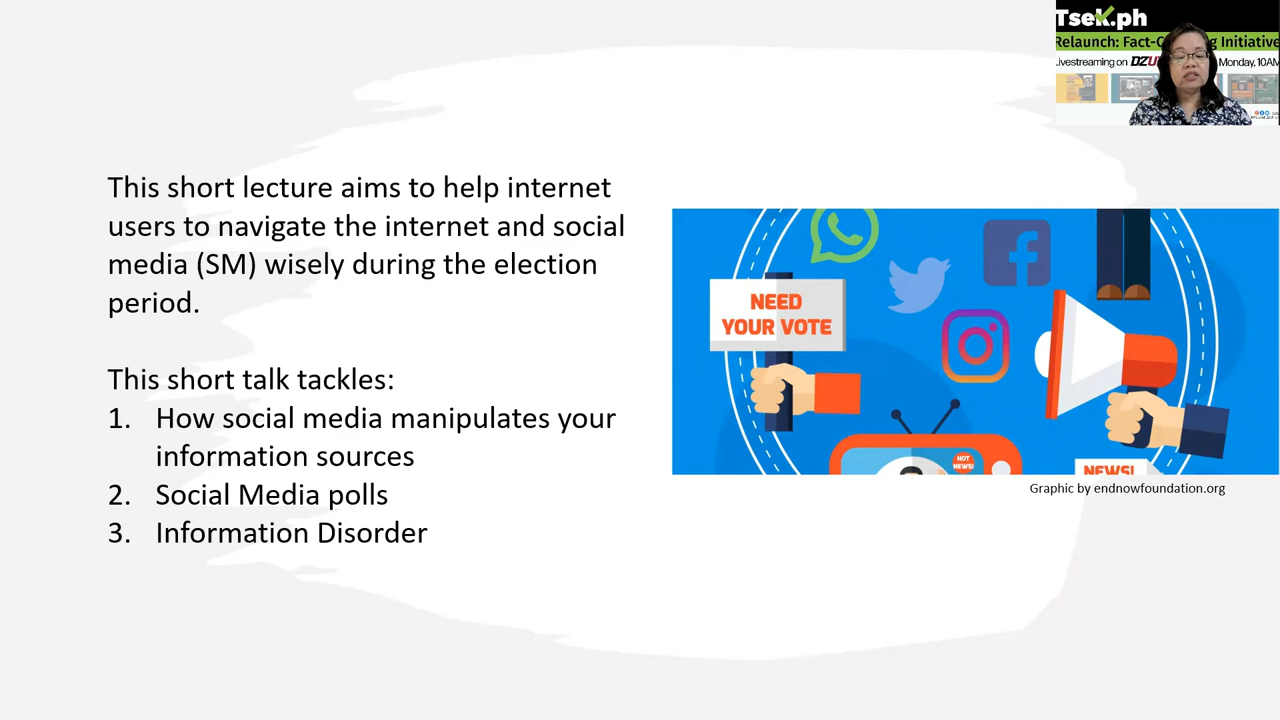 Tsek.ph
Relaunch: Fact-C g Initiative
Livestreaming on DZU Monday, 10AM
This short lecture aims to help internet
users to navigate the internet and social
media (SM) wisely during the election
period.
This short talk tackles:
1. How social media manipulates your
information sources
2. Social Media polls
3. Information Disorder
NEED
YOUR VOTE
HOT
NEWS!
NEWS!
Graphic by endnowfoundation.org